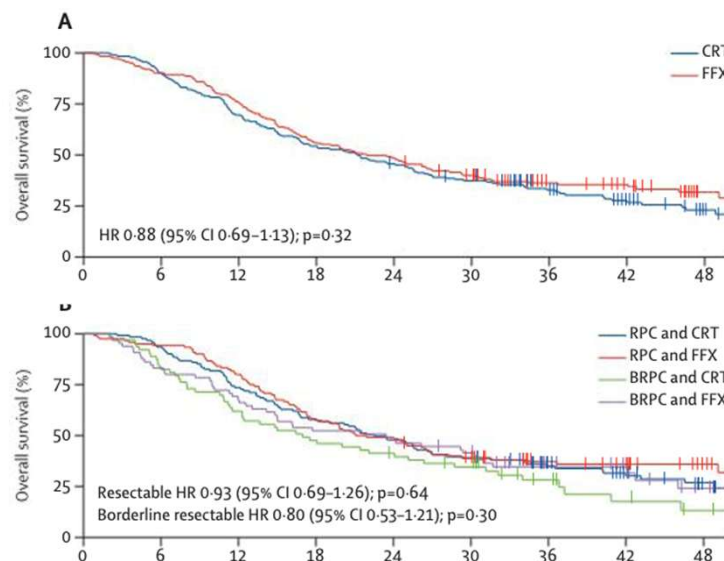 A
Overall survival (%)
100
75
50
25
0
CRT
FFX
HR 0·88 (95% CI 0·69–1·13); p=0·32
0 6 12 18 24 30 36 42 48
Overall survival (%)
100
75
50
25
0
RPC and CRT
RPC and FFX
BRPC and CRT
BRPC and FFX
Resectable HR 0·93 (95% CI 0·69–1·26); p=0·64
Borderline resectable HR 0·80 (95% CI 0·53–1·21); p=0·30
0 6 12 18 24 30 36 42 48